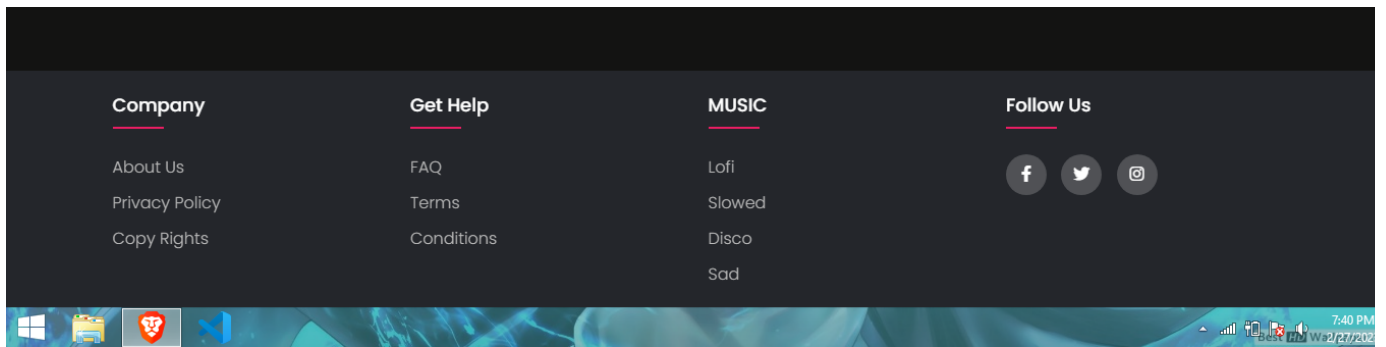 Company
About Us
Privacy Policy
Copy Rights
Get Help
FAQ
Terms
Conditions
MUSIC
Lofi
Slowed
Disco
Sad
Follow Us
7:40 PM